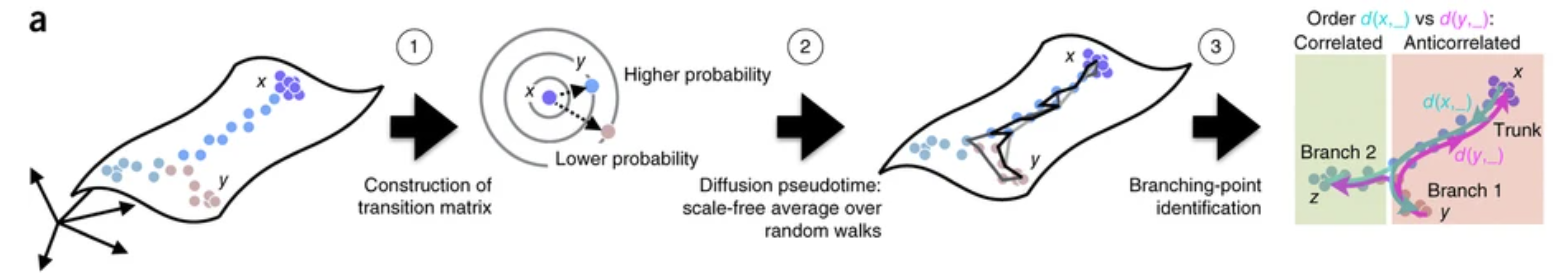 a
x
y
1
Construction of
transition matrix
x
y
Higher probability
Lower probability
2
Diffusion pseudotime:
scale-free average over
random walks
x
y
3
Branching-point
identification
Order d(x,_) vs d(y,_):
Correlated Anticorrelated
x
d(x,_)
Trunk
d(y,_)
Branch 2
z
Branch 1
y